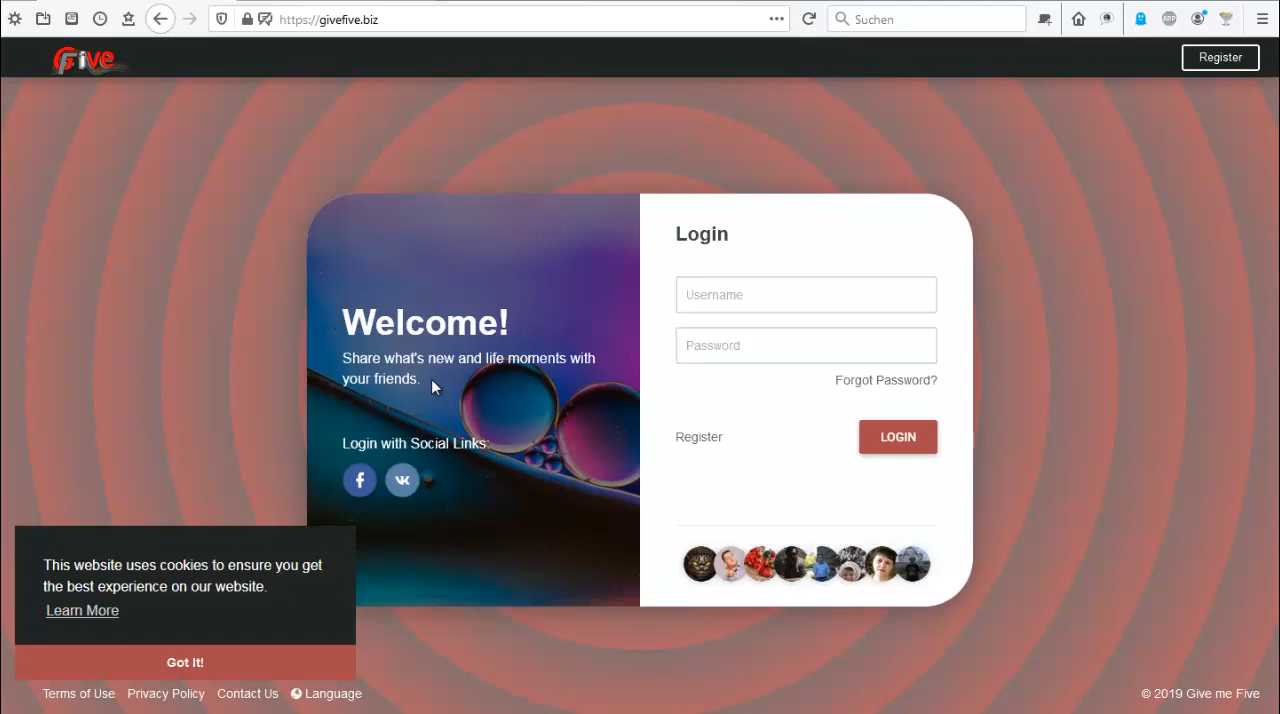 https://givefive.biz
Suchen
Five
Register
Welcome!
Share what's new and life moments with
your friends.
Login with Social Links:
Login
Username
Password
Forgot Password?
Register
LOGIN
This website uses cookies to ensure you get
the best experience on our website.
Learn More
Got It!
Terms of Use
Privacy Policy
Contact Us
Language
© 2019 Give me Five